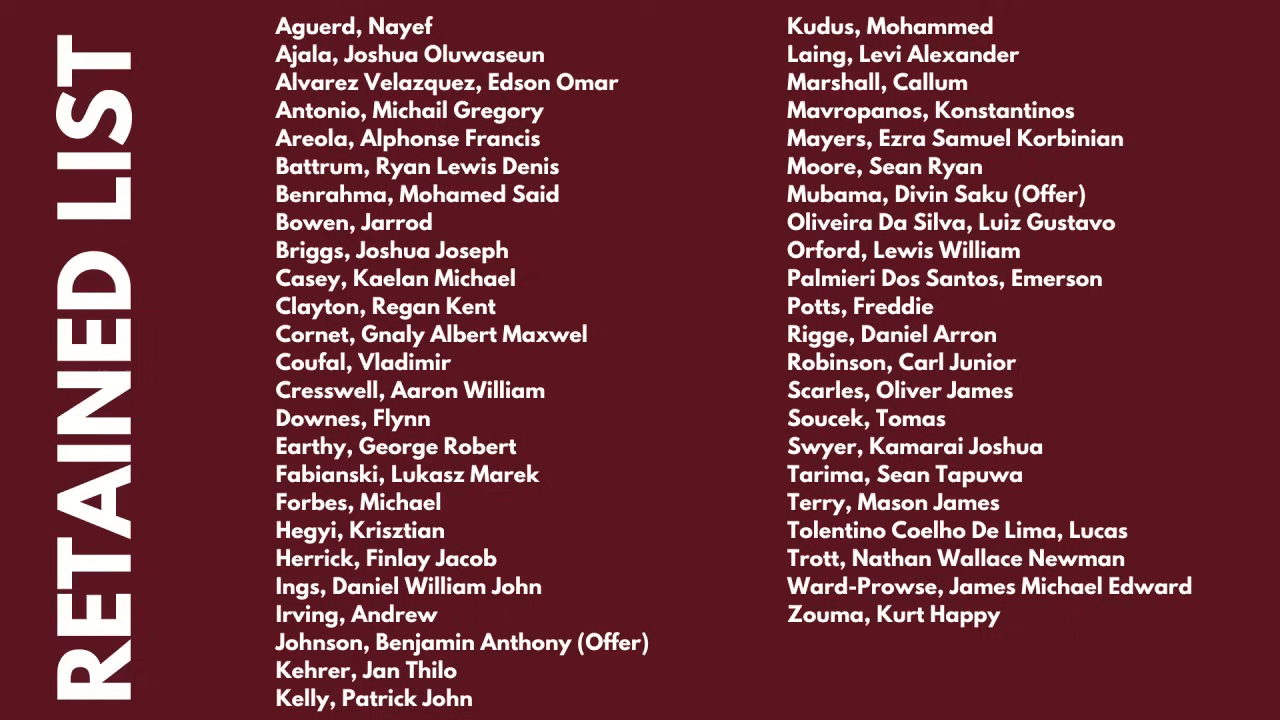 RETAINED LIST
Aguerd, Nayef
Ajala, Joshua Oluwaseun
Alvarez Velazquez, Edson Omar
Antonio, Michail Gregory
Areola, Alphonse Francis
Battrum, Ryan Lewis Denis
Benrahma, Mohamed Said
Bowen, Jarrod
Briggs, Joshua Joseph
Casey, Kaelan Michael
Clayton, Regan Kent
Cornet, Gnaly Albert Maxwel
Coufal, Vladimir
Cresswell, Aaron William
Downes, Flynn
Earthy, George Robert
Fabianski, Lukasz Marek
Forbes, Michael
Hegyi, Krisztian
Herrick, Finlay Jacob
Ings, Daniel William John
Irving, Andrew
Johnson, Benjamin Anthony (Offer)
Kehrer, Jan Thilo
Kelly, Patrick John
Kudus, Mohammed
Laing, Levi Alexander
Marshall, Callum
Mavropanos, Konstantinos
Mayers, Ezra Samuel Korbinian
Moore, Sean Ryan
Mubama, Divin Saku (Offer)
Oliveira Da Silva, Luiz Gustavo
Orford, Lewis William
Palmieri Dos Santos, Emerson
Potts, Freddie
Rigge, Daniel Arron
Robinson, Carl Junior
Scarles, Oliver James
Soucek, Tomas
Swyer, Kamarai Joshua
Tarima, Sean Tapuwa
Terry, Mason James
Tolentino Coelho De Lima, Lucas
Trott, Nathan Wallace Newman
Ward-Prowse, James Michael Edward
Zouma, Kurt Happy